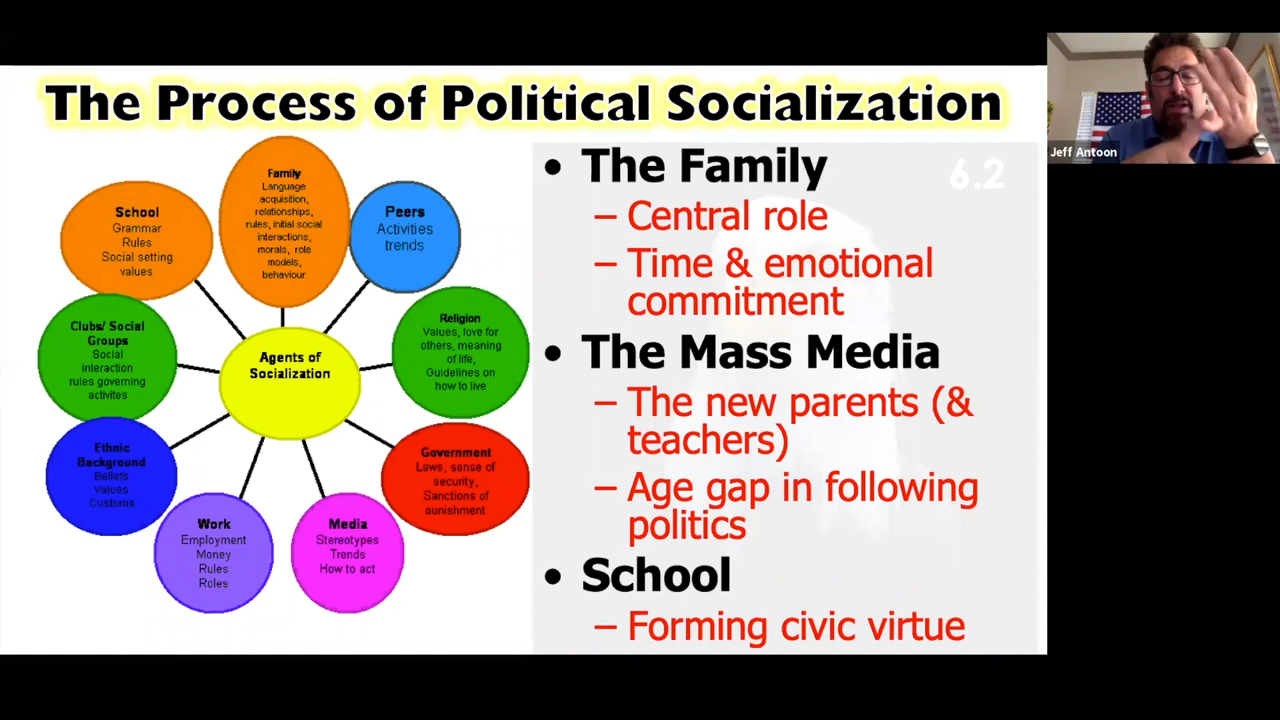 The Process of Political Socialization
Jeff Antoon
6.2
Family
Language
acquisition,
relationships,
rules, initial social
interactions,
morals, role
models,
behaviour
School
Grammar
Rules
Social setting
values
Peers
Activities
trends
Clubs/ Social
Groups
Social
interaction
rules governing
activites
Agents of
Socialization
Religion
Values, love for
others, meaning
of life,
Guidelines on
how to live
Ethnic
Background
Beliefs
Values
Customs
Government
Laws, sense of
security,
Sanctions of
ounishment
Work
Employment
Money
Rules
Roles
Media
Stereotypes
Trends
How to act
• The Family
– Central role
– Time & emotional
commitment
• The Mass Media
– The new parents (&
teachers)
– Age gap in following
politics
• School
– Forming civic virtue